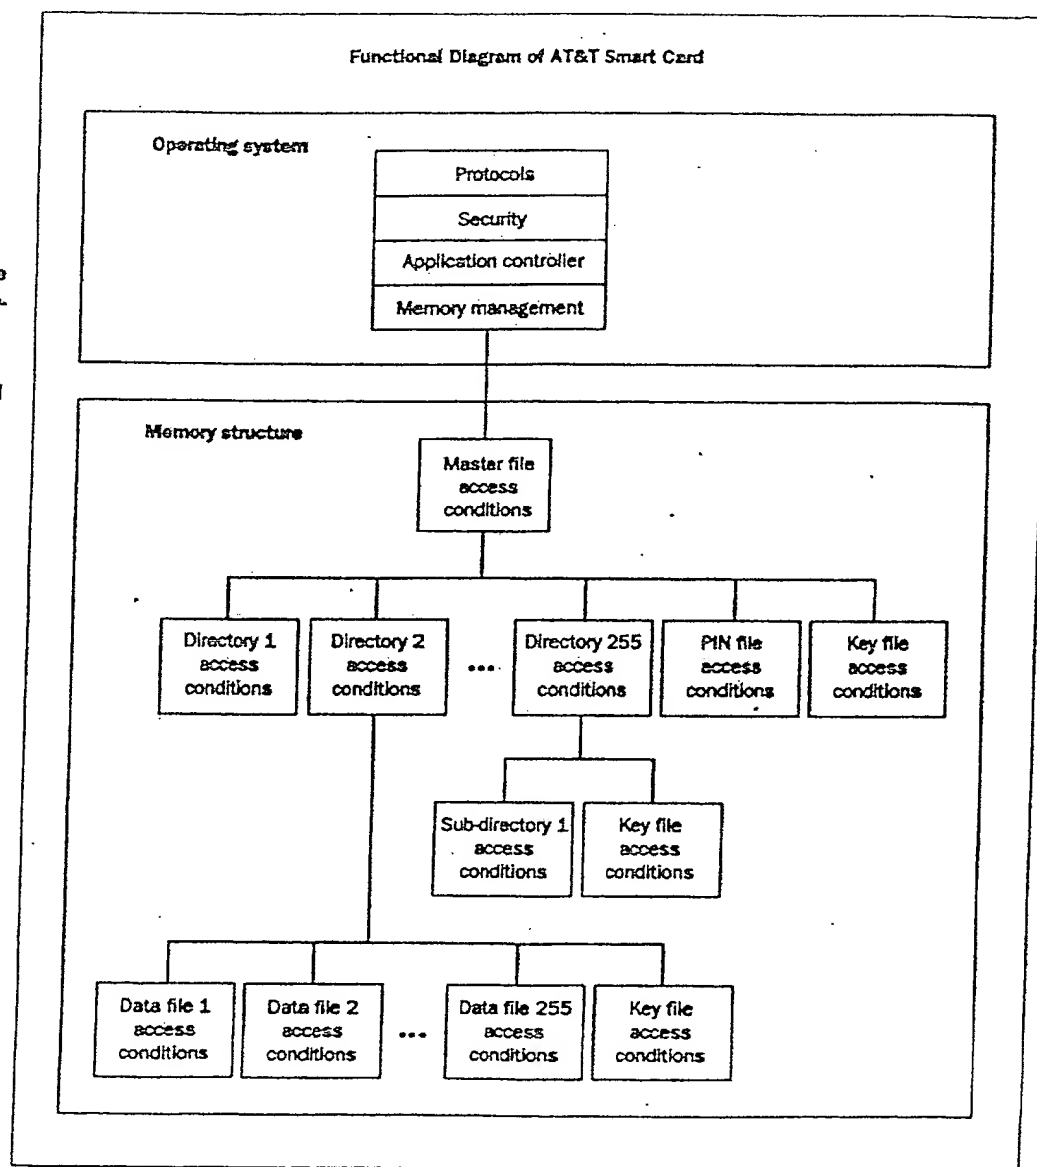 Functional Diagram of AT&T Smart Card
Operating system
Protocols
Security
Application controller
Memory management
Memory structure
Master file
access
conditions
Directory 1
access
conditions
Directory 2
access
conditions
...
Directory 255
access
conditions
PIN file
access
conditions
Key file
access
conditions
Sub-directory 1
access
conditions
Key file
access
conditions
Data file 1
access
conditions
Data file 2
access
conditions
...
Data file 255
access
conditions
Key file
access
conditions